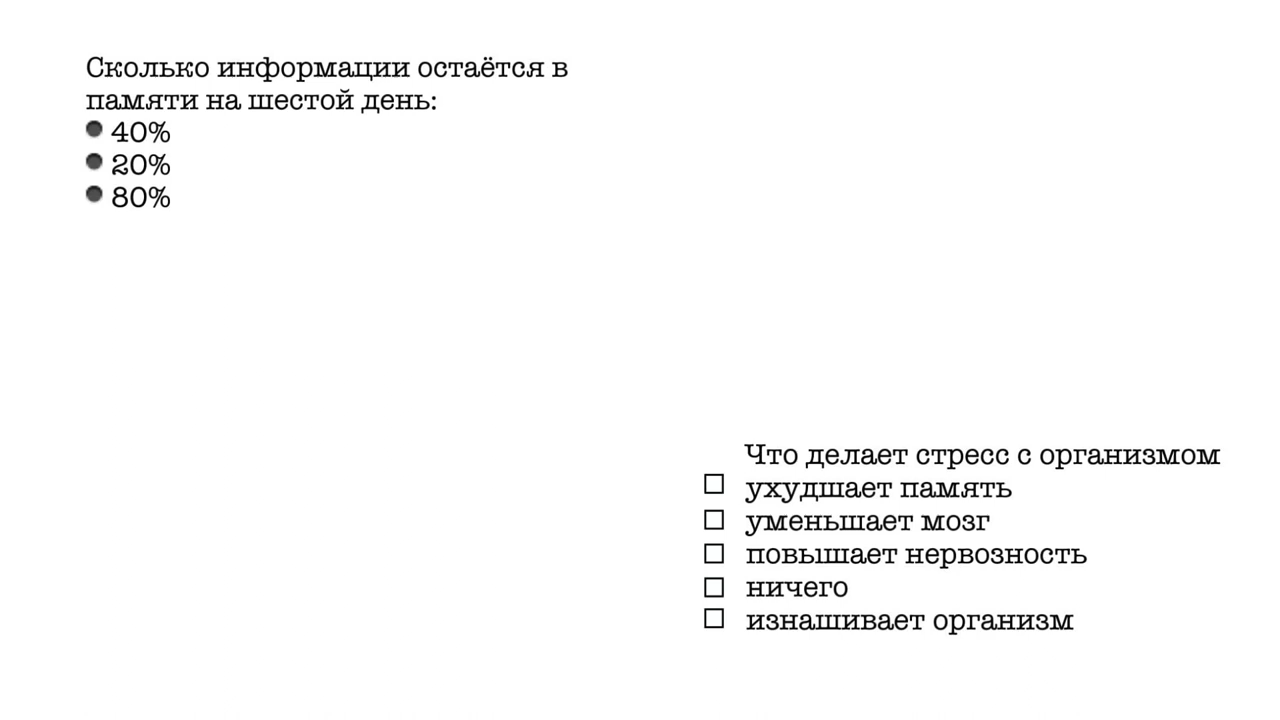 Сколько информации остаётся в
памяти на шестой день:
40%
20%
80%
Что делает стресс с организмом
ухудшает память
уменьшает мозг
повышает нервозность
ничего
изнашивает организм